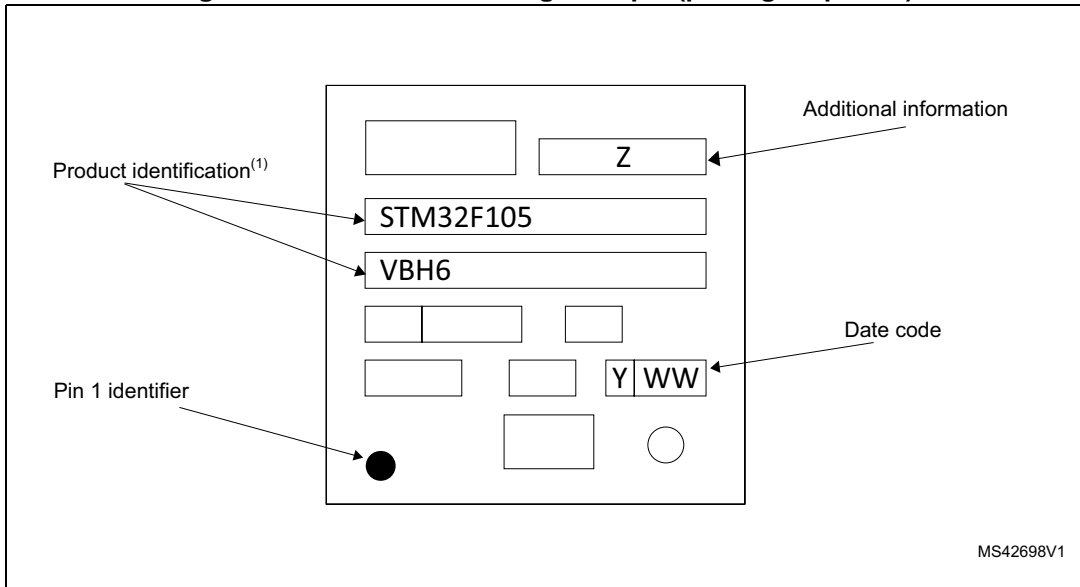 Additional information
Z
Product identification(1)
STM32F105
VBH6
Date code
Y WW
Pin 1 identifier
MS42698V1